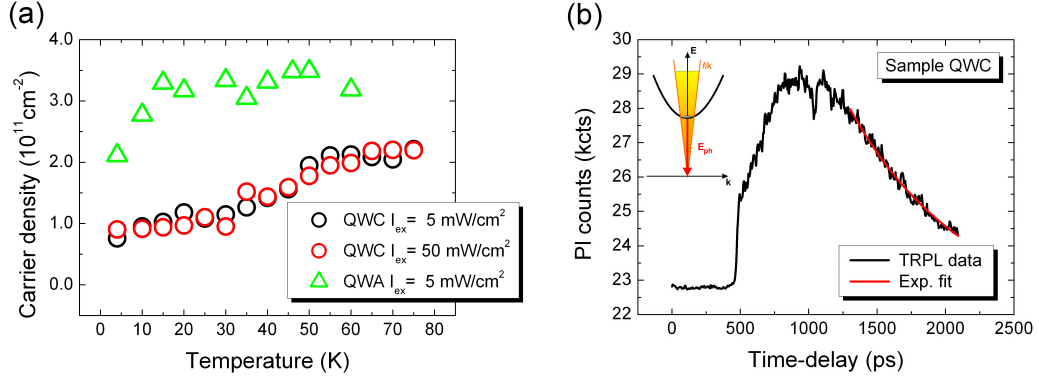 (a)
4.0
3.0
2.0
1.0
0.0
Carrier density (10¹¹cm⁻²)
0 10 20 30 40 50 60 70 80
Temperature (K)
QWC Iₑₓ= 5 mW/cm²
QWC Iₑₓ= 50 mW/cm²
QWA Iₑₓ= 5 mW/cm²
(b)
30
29
28
26
25
24
23
22
Pl counts (kcts)
0 500 1000 1500 2000 2500
Time-delay (ps)
Sample QWC
E
ℏk
Eₚₕ
k
TRPL data
Exp. fit